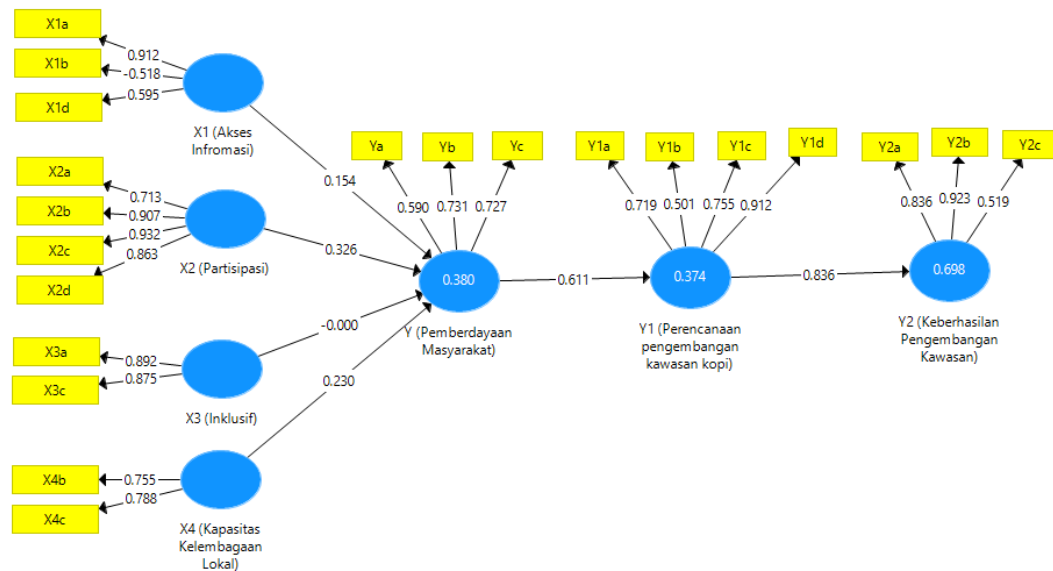 X1a
X1b
X1d
0.912
-0.518
0.595
X1 (Akses
Infromasi)
X2a
X2b
X2c
X2d
0.713
0.907
0.932
0.863
X2 (Partisipasi)
X3a
X3c
0.892
0.875
X3 (Inklusif)
X4b
X4c
0.755
0.788
X4 (Kapasitas
Kelembagaan
Lokal)
0.154
0.326
-0.000
0.230
Ya
Yb
Yc
0.590
0.731
0.727
0.380
Y (Pemberdayaan
Masyarakat)
0.611
Y1a
Y1b
Y1c
Y1d
0.719
0.501
0.755
0.912
0.374
Y1 (Perencanaan
pengembangan
kawasan kopi)
0.836
Y2a
Y2b
Y2c
0.836
0.923
0.519
0.698
Y2 (Keberhasilan
Pengembangan
Kawasan)